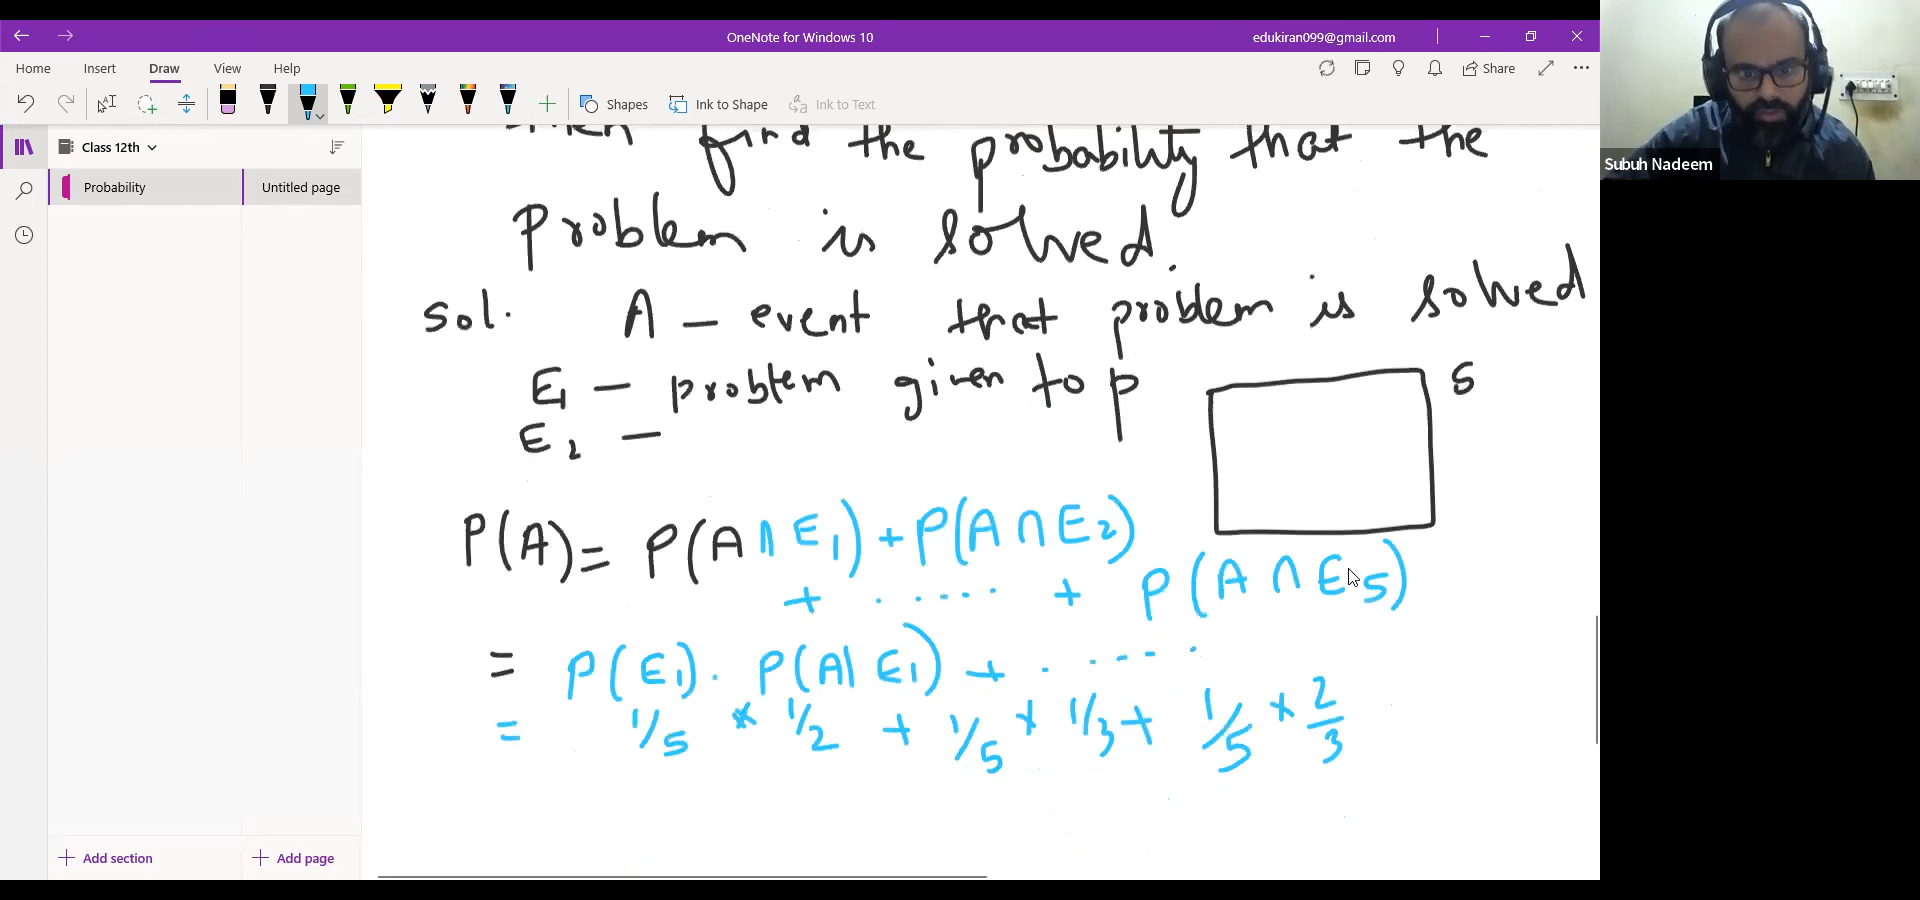 OneNote for Windows 10
edukiran099@gmail.com
Home Insert Draw View Help
Share
Shapes Ink to Shape Ink to Text
Class 12th
Probability
Untitled page
Subuh Nadeem
then find the probability that the
problem is solved.
Sol. A — event that problem is solved
E1 — problem given to p
E2 —
S
P(A) = P(A ∩ E1) + P(A ∩ E2)
+ ...... + P(A ∩ E5)
= P(E1) . P(A| E1) + ......
= 1/5 * 1/2 + 1/5 * 1/3 + 1/5 * 2/3
Add section
Add page